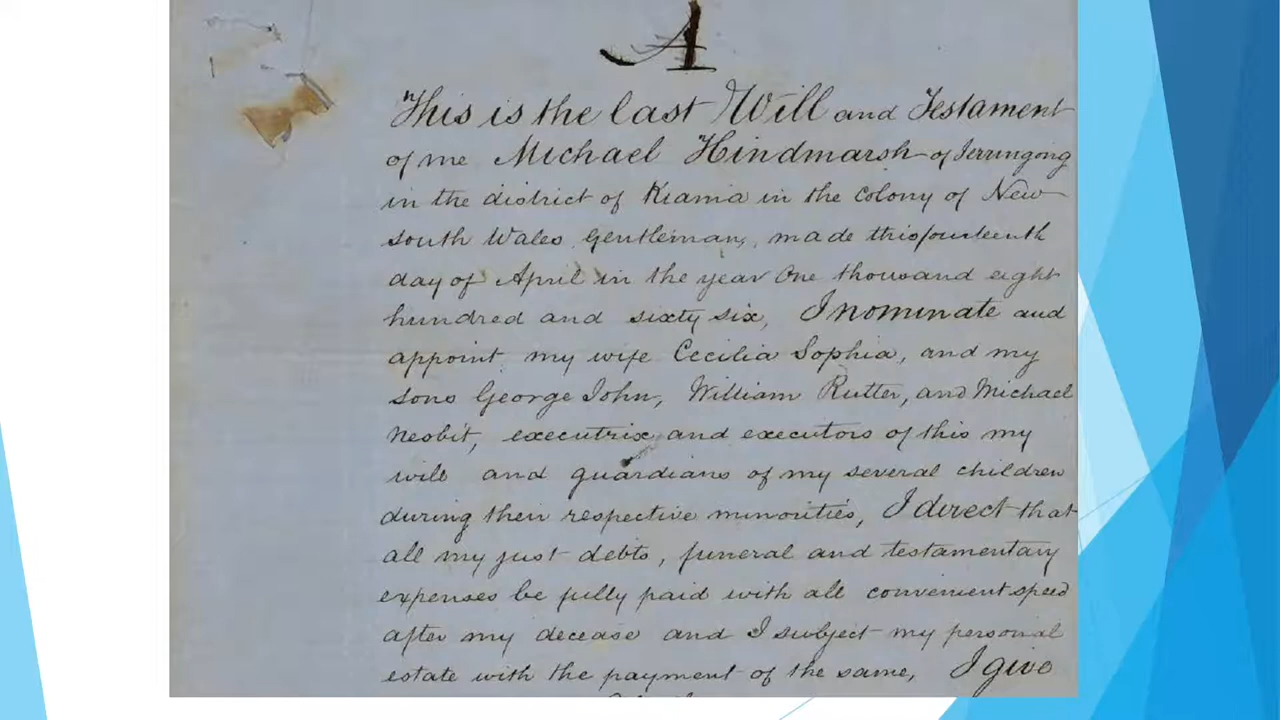 A
This is the last Will and Testament
of me Michael Hindmarsh of Gerringong
in the district of Kiama in the Colony of New
South Wales Gentleman, made this fourteenth
day of April in the year One thousand eight
hundred and sixty six, I nominate and
appoint my wife Cecilia Sophia, and my
sons George John, William Rutter, and Michael
Nesbit, executrix and executors of this my
will and guardians of my several children
during their respective minorities, I direct that
all my just debts, funeral and testamentary
expenses be fully paid with all convenient speed
after my decease and I subject my personal
estate with the payment of the same, I give